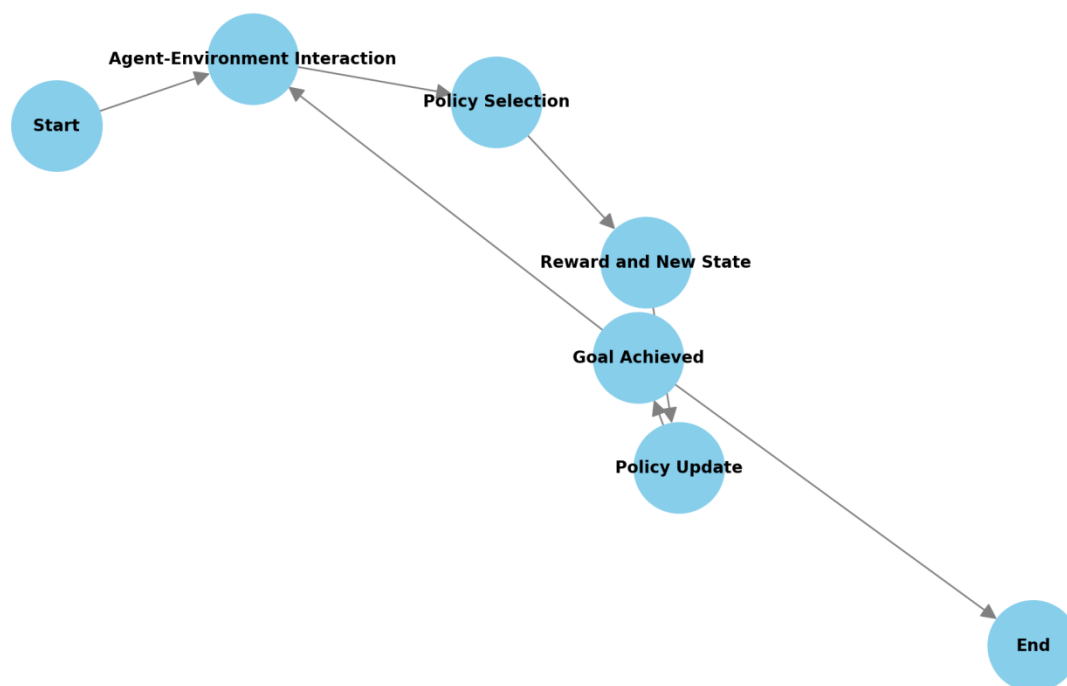 Agent-Environment Interaction
Policy Selection
Start
Reward and New State
Goal Achieved
Policy Update
End